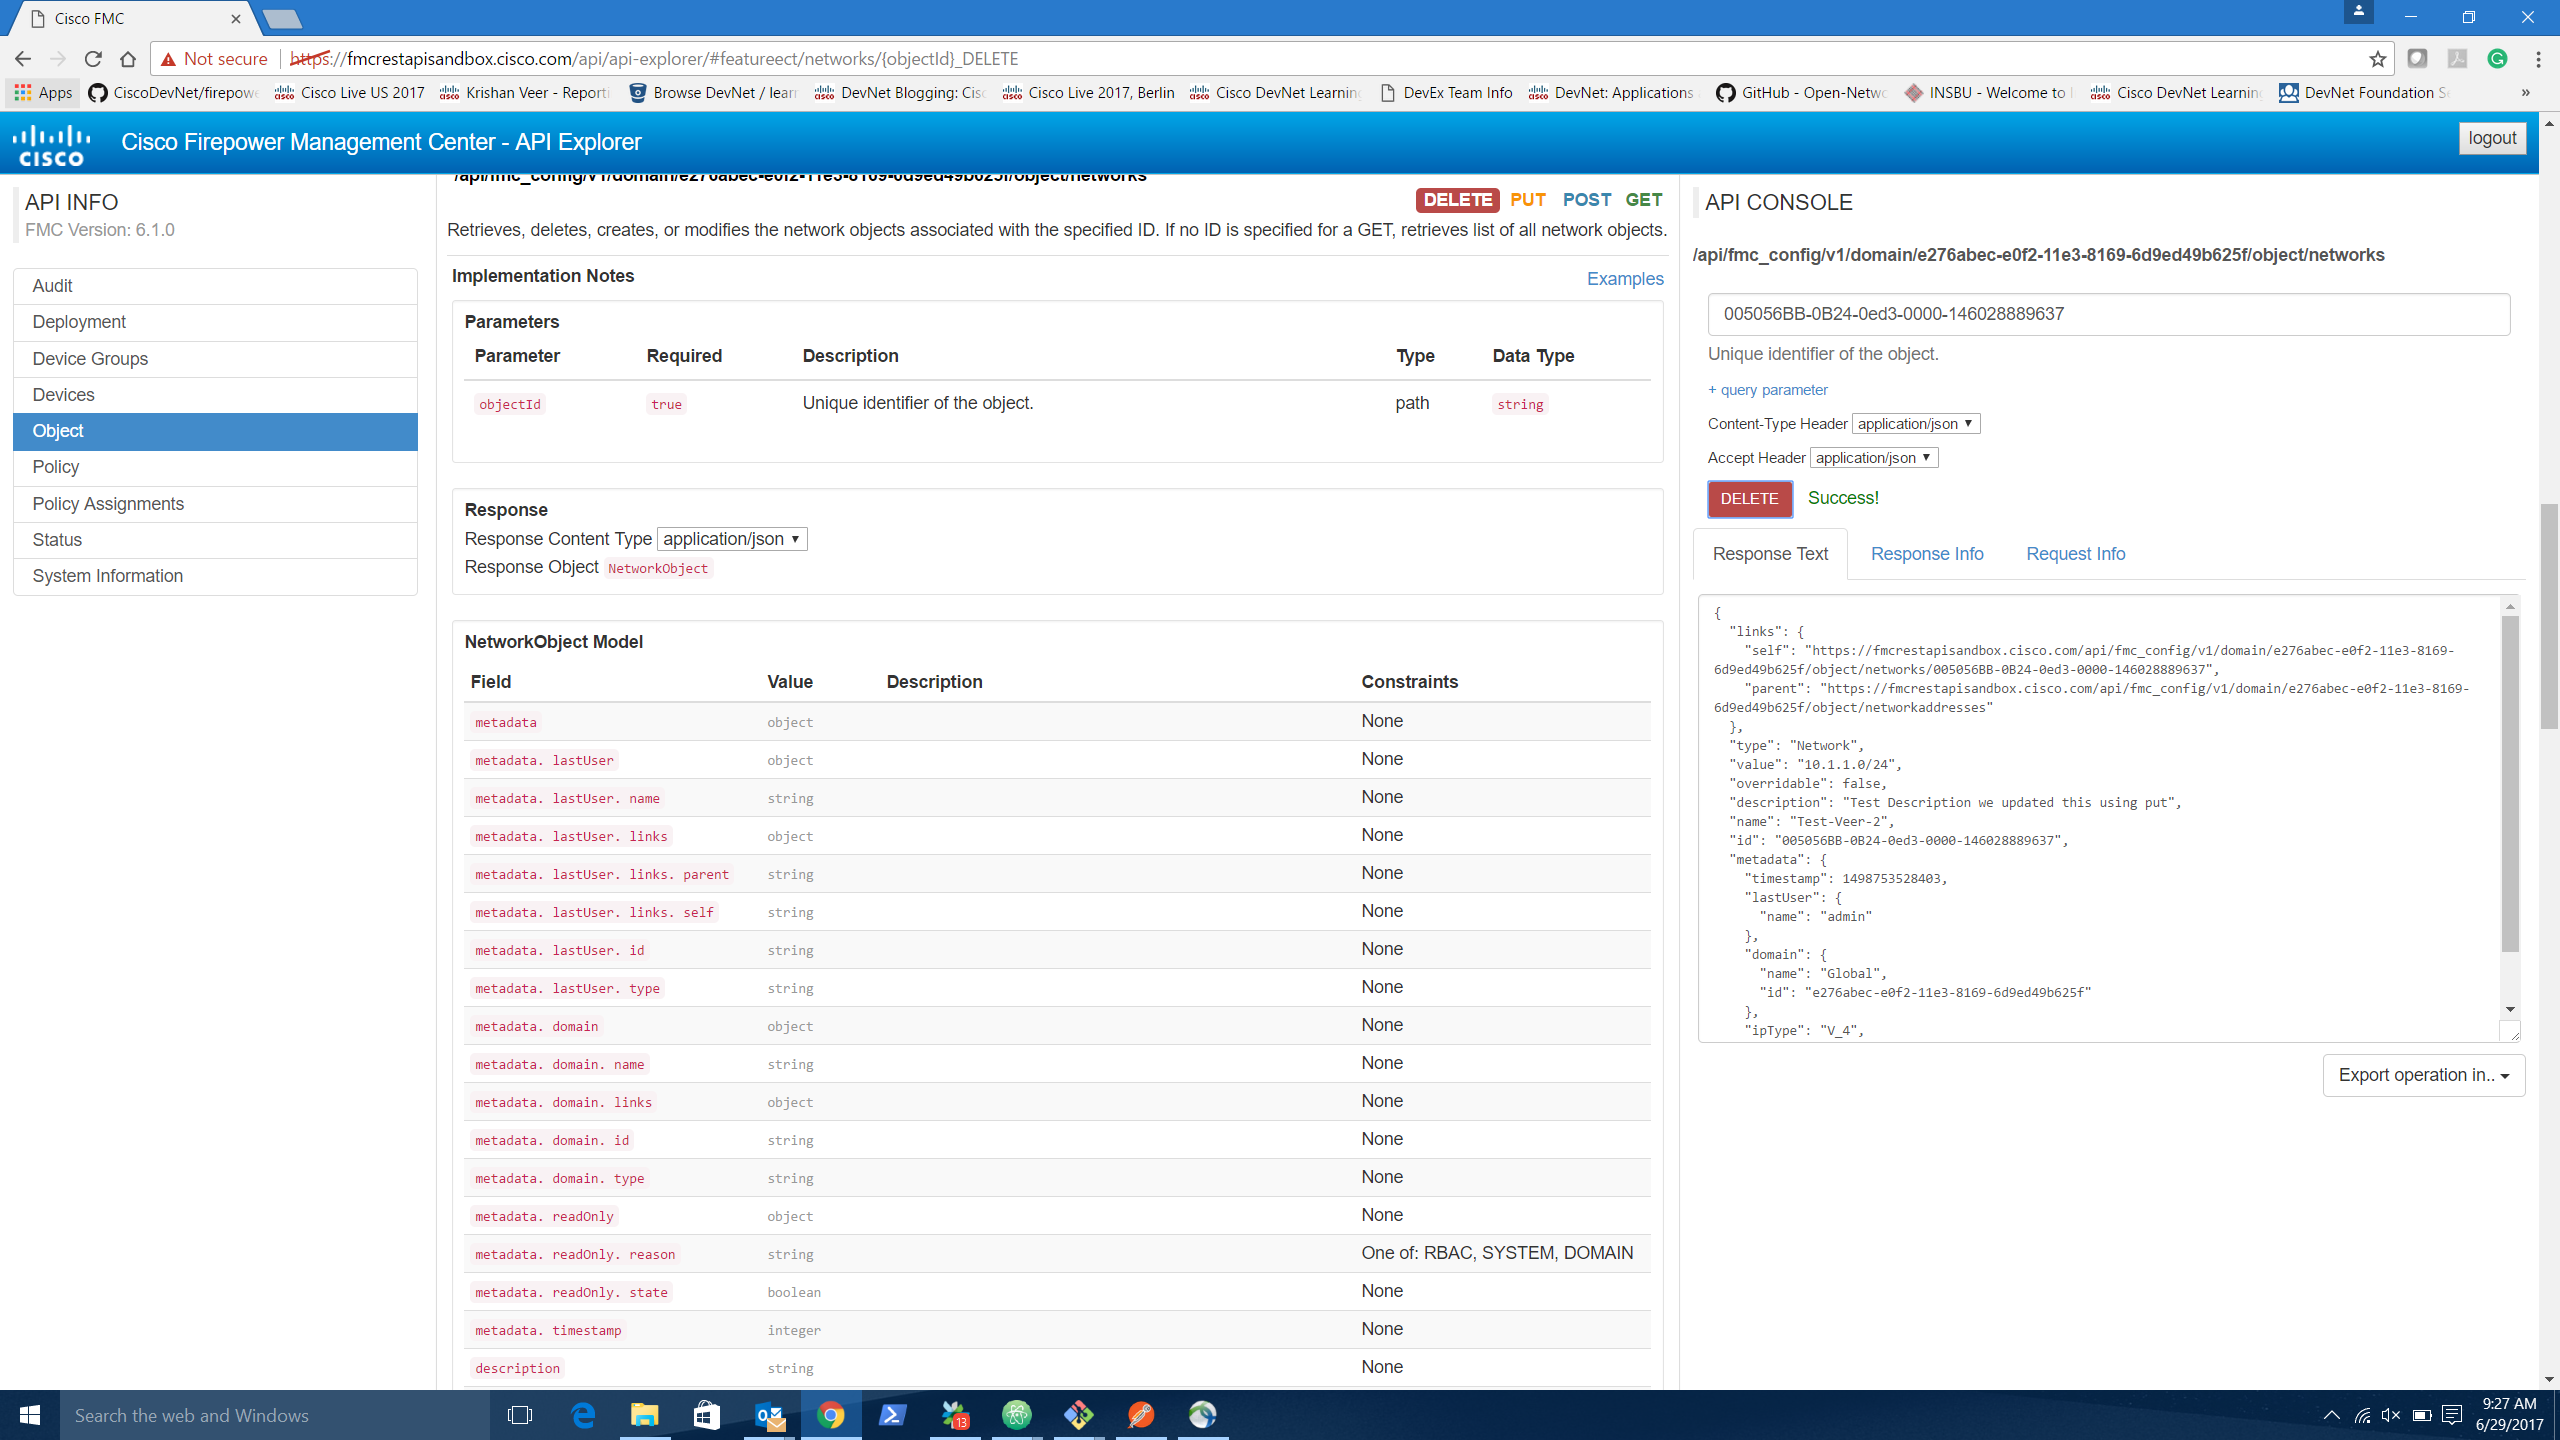 Cisco FMC
Not secure https://fmcrestapisandbox.cisco.com/api/api-explorer/#featureect/networks/{objectId}_DELETE
Apps CiscoDevNet/firepow Cisco Live US 2017 Krishan Veer - Reporti Browse DevNet / learn DevNet Blogging: Cisc Cisco Live 2017, Berlin Cisco DevNet Learning DevEx Team Info DevNet: Applications GitHub - Open-Netwo INSBU - Welcome to Cisco DevNet Learning DevNet Foundation S »
CISCO Cisco Firepower Management Center - API Explorer logout
API INFO
FMC Version: 6.1.0
Audit
Deployment
Device Groups
Devices
Object
Policy
Policy Assignments
Status
System Information
/api/fmc_config/v1/domain/e276abec-e0f2-11e3-8169-6d9ed49b625f/object/networks
DELETE PUT POST GET
Retrieves, deletes, creates, or modifies the network objects associated with the specified ID. If no ID is specified for a GET, retrieves list of all network objects.
Implementation Notes Examples
Parameters
Parameter Required Description Type Data Type
objectId true Unique identifier of the object. path string
Response
Response Content Type application/json
Response Object NetworkObject
NetworkObject Model
Field Value Description Constraints
metadata object None
metadata. lastUser object None
metadata. lastUser. name string None
metadata. lastUser. links object None
metadata. lastUser. links. parent string None
metadata. lastUser. links. self string None
metadata. lastUser. id string None
metadata. lastUser. type string None
metadata. domain object None
metadata. domain. name string None
metadata. domain. links object None
metadata. domain. id string None
metadata. domain. type string None
metadata. readOnly object None
metadata. readOnly. reason string One of: RBAC, SYSTEM, DOMAIN
metadata. readOnly. state boolean None
metadata. timestamp integer None
description string None
API CONSOLE
/api/fmc_config/v1/domain/e276abec-e0f2-11e3-8169-6d9ed49b625f/object/networks
005056BB-0B24-0ed3-0000-146028889637
Unique identifier of the object.
+ query parameter
Content-Type Header application/json
Accept Header application/json
DELETE Success!
Response Text Response Info Request Info
{
"links": {
"self": "https://fmcrestapisandbox.cisco.com/api/fmc_config/v1/domain/e276abec-e0f2-11e3-8169-
6d9ed49b625f/object/networks/005056BB-0B24-0ed3-0000-146028889637",
"parent": "https://fmcrestapisandbox.cisco.com/api/fmc_config/v1/domain/e276abec-e0f2-11e3-8169-
6d9ed49b625f/object/networkaddresses"
},
"type": "Network",
"value": "10.1.1.0/24",
"overridable": false,
"description": "Test Description we updated this using put",
"name": "Test-Veer-2",
"id": "005056BB-0B24-0ed3-0000-146028889637",
"metadata": {
"timestamp": 1498753528403,
"lastUser": {
"name": "admin"
},
"domain": {
"name": "Global",
"id": "e276abec-e0f2-11e3-8169-6d9ed49b625f"
},
"ipType": "V_4",
Export operation in..
Search the web and Windows
13
9:27 AM
6/29/2017